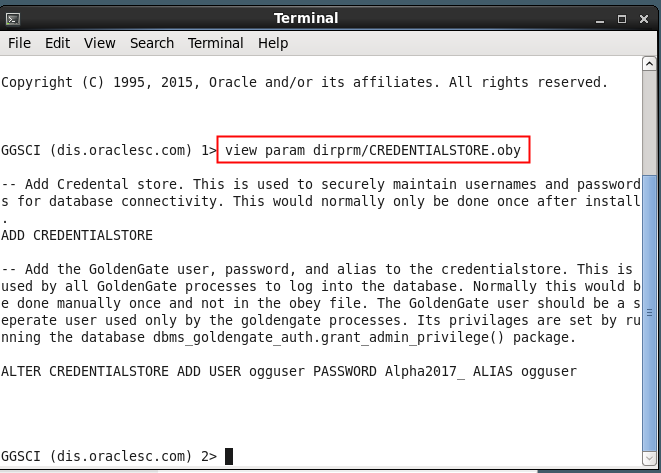 Terminal
File Edit View Search Terminal Help
Copyright (C) 1995, 2015, Oracle and/or its affiliates. All rights reserved.
GGSCI (dis.oraclesc.com) 1> view param dirprm/CREDENTIALSTORE.oby
-- Add Credental store. This is used to securely maintain usernames and password
s for database connectivity. This would normally only be done once after install
.
ADD CREDENTIALSTORE
-- Add the GoldenGate user, password, and alias to the credentialstore. This is
used by all GoldenGate processes to log into the database. Normally this would b
e done manually once and not in the obey file. The GoldenGate user should be a s
eperate user used only by the goldengate processes. Its privilages are set by ru
nning the database dbms_goldengate_auth.grant_admin_privilege() package.
ALTER CREDENTIALSTORE ADD USER ogguser PASSWORD Alpha2017_ ALIAS ogguser
GGSCI (dis.oraclesc.com) 2>